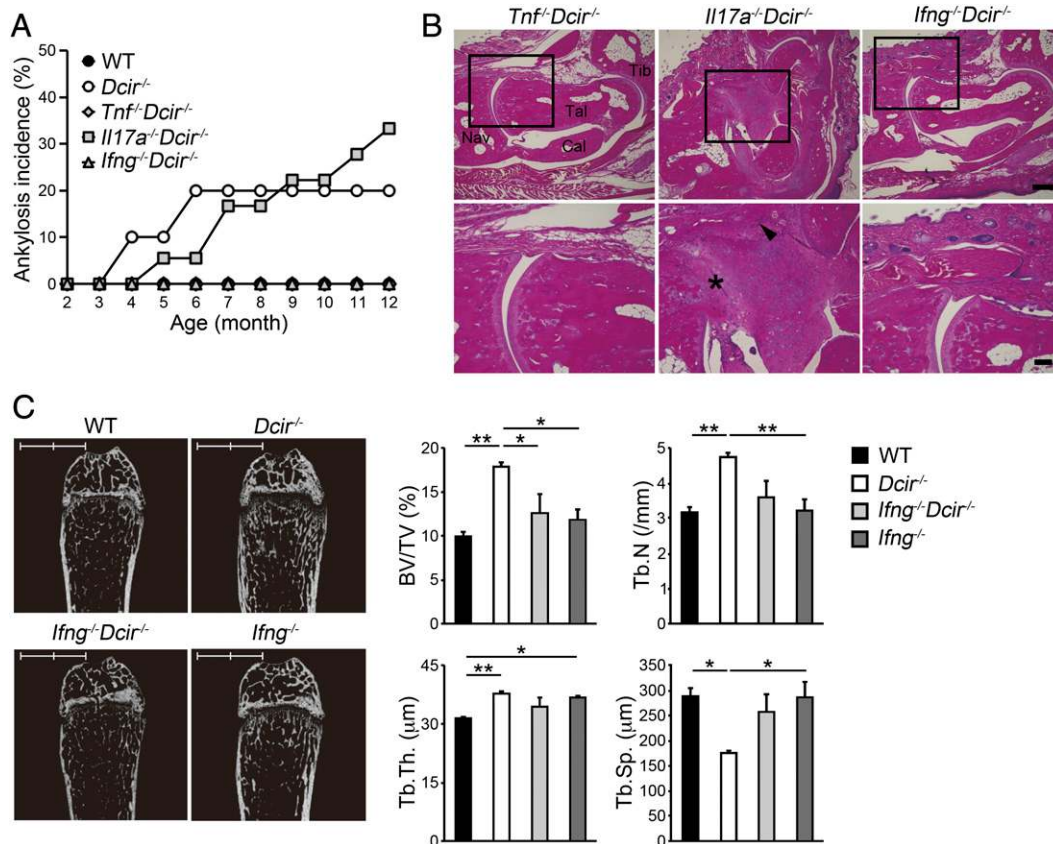 A
Ankylosis incidence (%)
50
40
30
20
10
0
2 3 4 5 6 7 8 9 10 11 12
Age (month)
WT
Dcir-/-
Tnf-/-Dcir-/-
Il17a-/-Dcir-/-
Ifng-/-Dcir-/-
B
Tnf-/-Dcir-/- Il17a-/-Dcir-/- Ifng-/-Dcir-/-
Tib
Tal
Nav
Cal
*
C
WT Dcir-/-
Ifng-/-Dcir-/- Ifng-/-
BV/TV (%)
20
15
10
5
0
** * *
Tb.N (/mm)
5
4
3
2
1
0
** **
WT
Dcir-/-
Ifng-/-Dcir-/-
Ifng-/-
Tb.Th. (µm)
45
30
15
0
** *
Tb.Sp. (µm)
350
300
250
200
150
100
50
0
* *